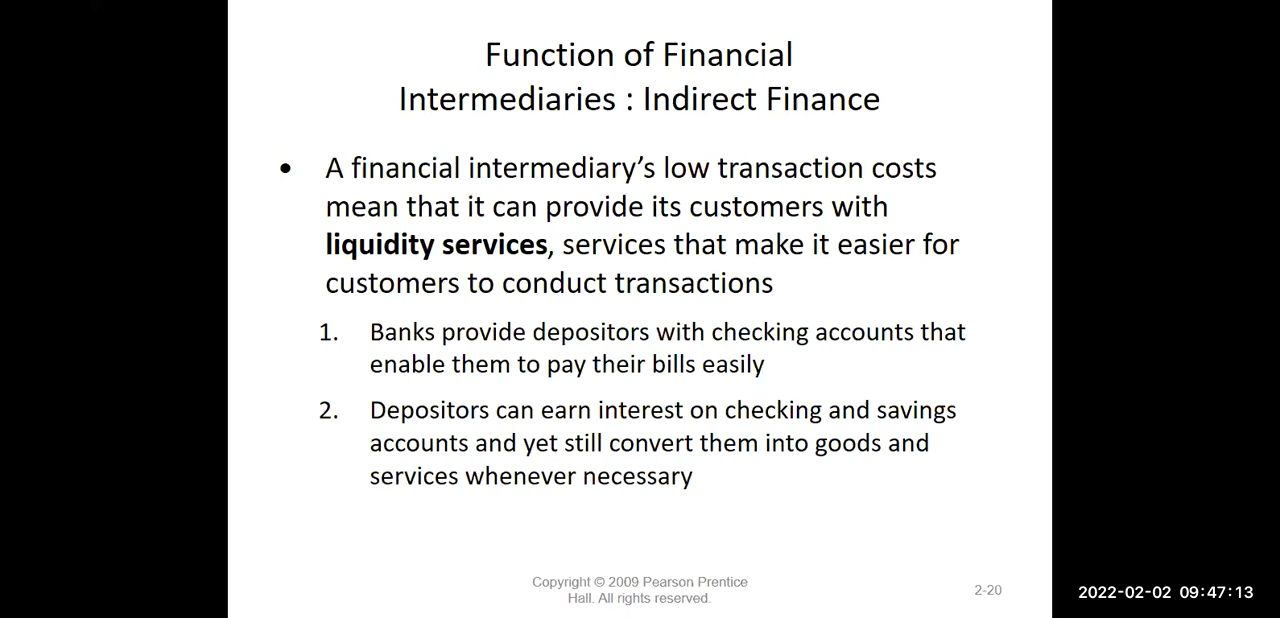 Function of Financial
Intermediaries : Indirect Finance
• A financial intermediary’s low transaction costs
mean that it can provide its customers with
liquidity services, services that make it easier for
customers to conduct transactions
1. Banks provide depositors with checking accounts that
enable them to pay their bills easily
2. Depositors can earn interest on checking and savings
accounts and yet still convert them into goods and
services whenever necessary
Copyright © 2009 Pearson Prentice
Hall. All rights reserved.
2-20
2022-02-02 09:47:13